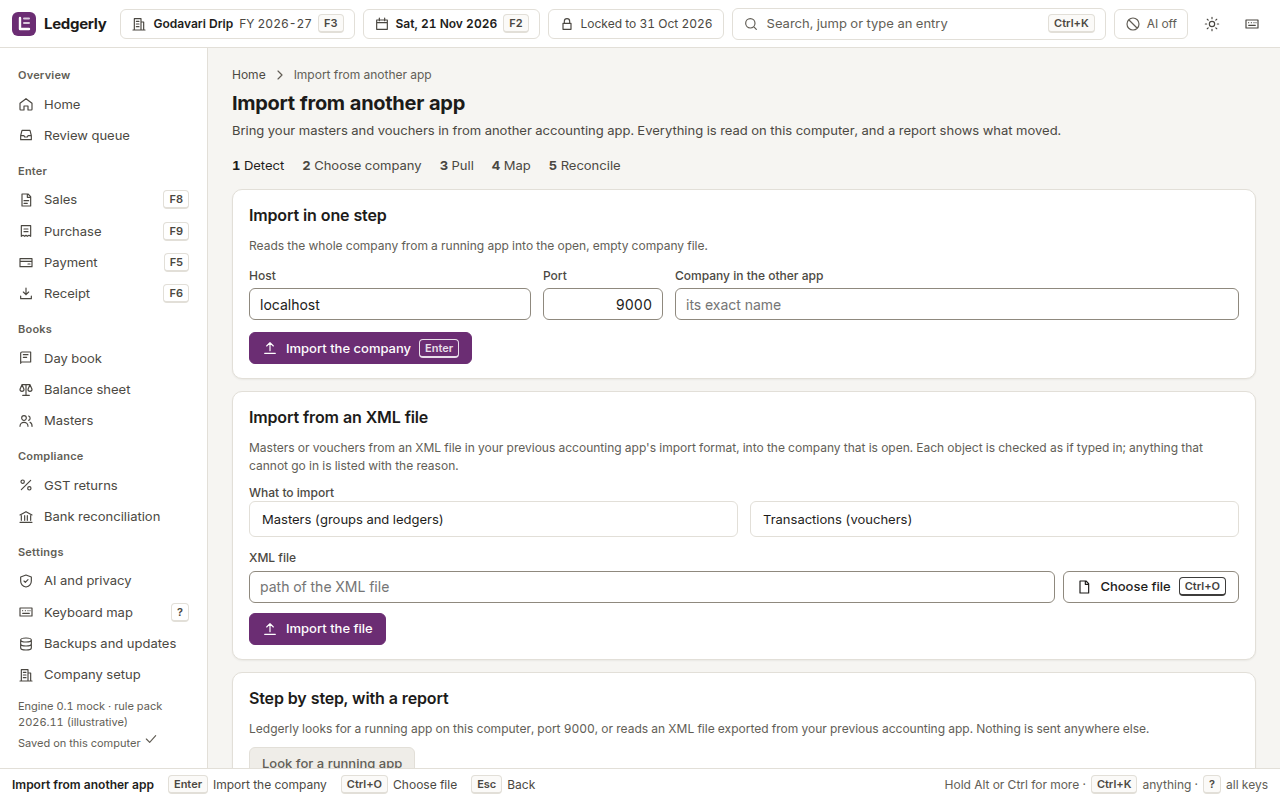 Ledgerly
Godavari Drip FY 2026-27 F3
Sat, 21 Nov 2026 F2
Locked to 31 Oct 2026
Search, jump or type an entry Ctrl+K
AI off
Overview
Home
Review queue
Enter
Sales F8
Purchase F9
Payment F5
Receipt F6
Books
Day book
Balance sheet
Masters
Compliance
GST returns
Bank reconciliation
Settings
AI and privacy
Keyboard map ?
Backups and updates
Company setup
Engine 0.1 mock · rule pack
2026.11 (illustrative)
Saved on this computer
Home > Import from another app
Import from another app
Bring your masters and vouchers in from another accounting app. Everything is read on this computer, and a report shows what moved.
1 Detect 2 Choose company 3 Pull 4 Map 5 Reconcile
Import in one step
Reads the whole company from a running app into the open, empty company file.
Host Port Company in the other app
localhost 9000 its exact name
Import the company Enter
Import from an XML file
Masters or vouchers from an XML file in your previous accounting app's import format, into the company that is open. Each object is checked as if typed in; anything that
cannot go in is listed with the reason.
What to import
Masters (groups and ledgers) Transactions (vouchers)
XML file
path of the XML file Choose file Ctrl+O
Import the file
Step by step, with a report
Ledgerly looks for a running app on this computer, port 9000, or reads an XML file exported from your previous accounting app. Nothing is sent anywhere else.
Look for a running app
Import from another app Enter Import the company Ctrl+O Choose file Esc Back
Hold Alt or Ctrl for more · Ctrl+K anything · ? all keys